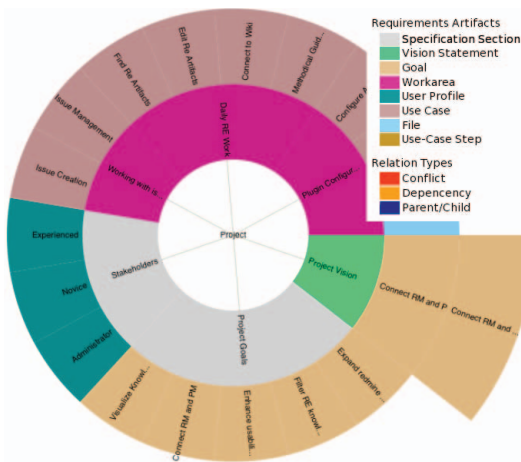 Requirements Artifacts
Specification Section
Vision Statement
Goal
Workarea
User Profile
Use Case
File
Use-Case Step
Relation Types
Conflict
Depencency
Parent/Child
Project
Working with is...
Daily RE Work
Plugin Configur...
Project Vision
Project Goals
Stakeholders
Issue Creation
Issue Management
Find Re Artifacts
Edit Re Artifacts
Connect to Wiki
Methodical Guid...
Configure A
Connect RM and P
Connect RM and ...
Expand redmine ...
Filter RE knowl...
Enhance usabili...
Connect RM and PM
Visualize Knowl...
Administrator
Novice
Experienced